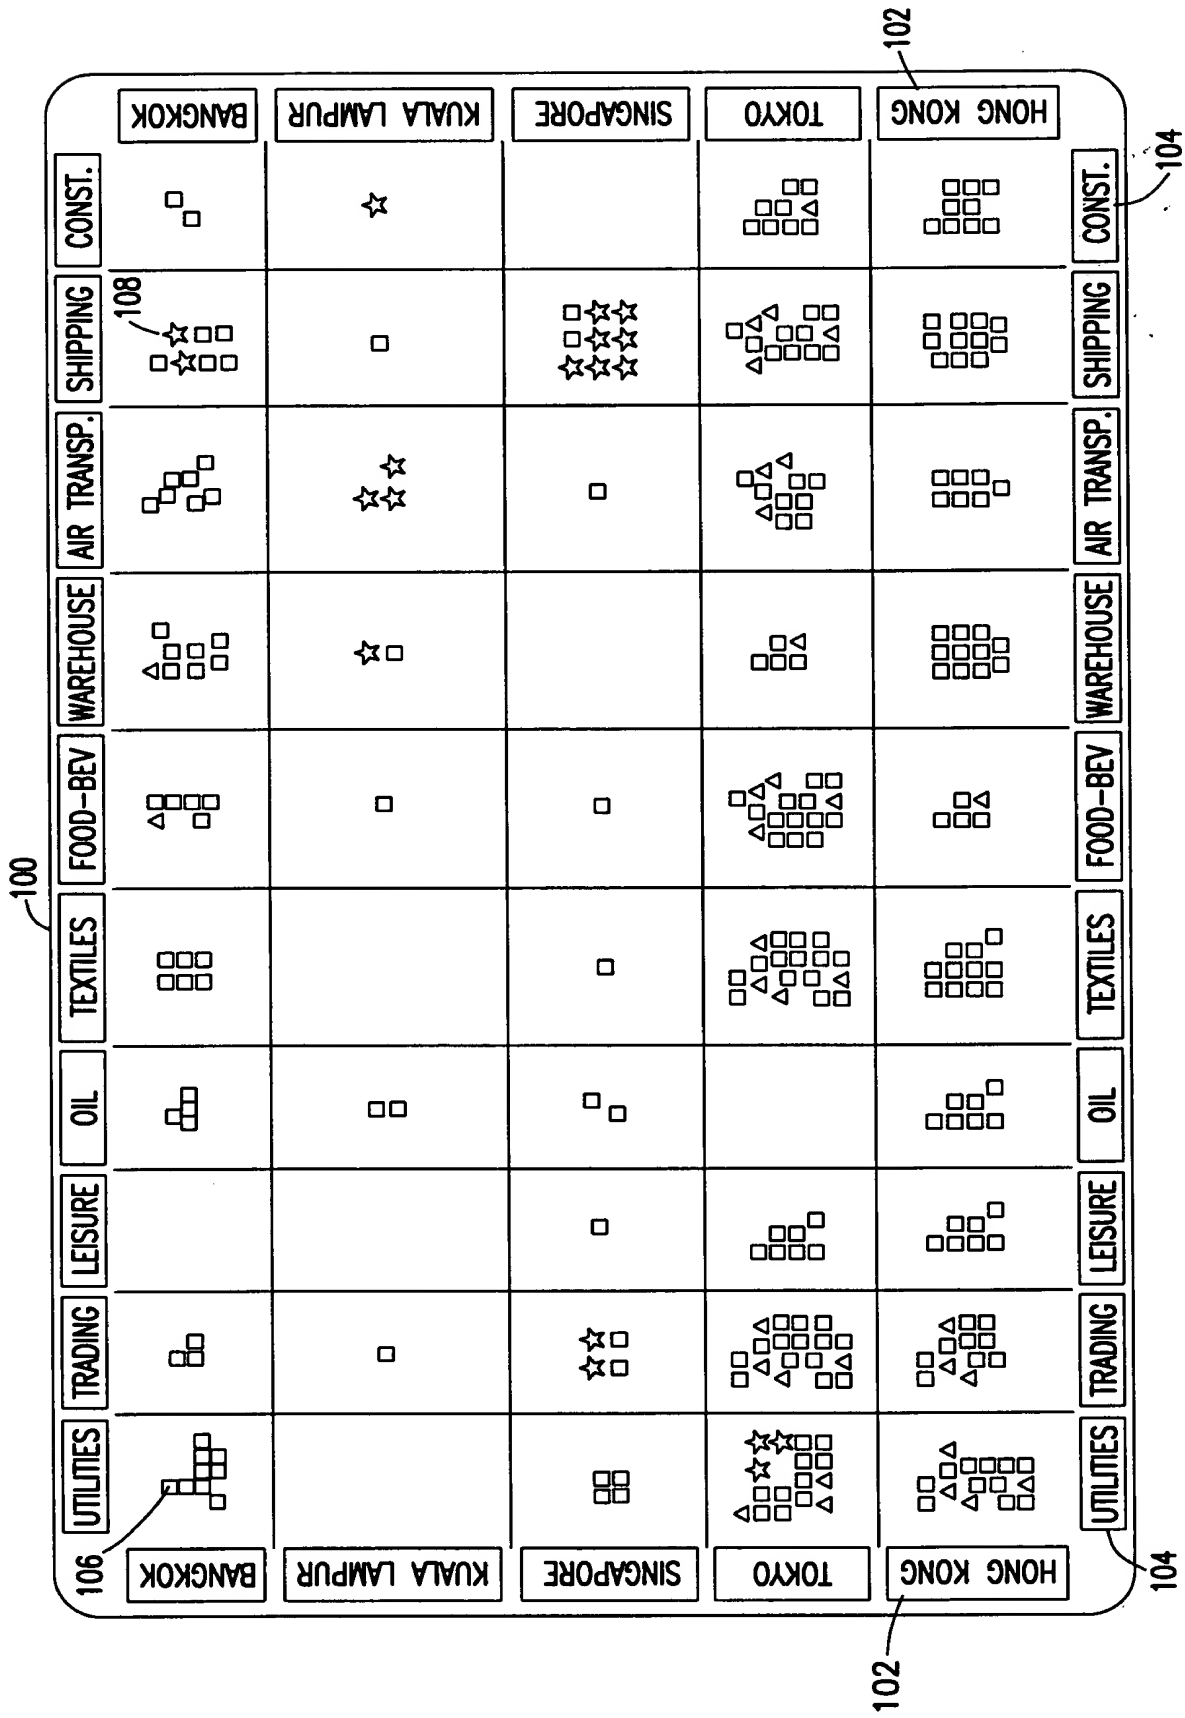 100
UTILITIES
TRADING
LEISURE
OIL
TEXTILES
FOOD-BEV
WAREHOUSE
AIR TRANSP.
SHIPPING
CONST.
106
108
BANGKOK
BANGKOK
KUALA LAMPUR
KUALA LAMPUR
SINGAPORE
SINGAPORE
TOKYO
TOKYO
HONG KONG
HONG KONG
102
102
UTILITIES
TRADING
LEISURE
OIL
TEXTILES
FOOD-BEV
WAREHOUSE
AIR TRANSP.
SHIPPING
CONST.
104
104